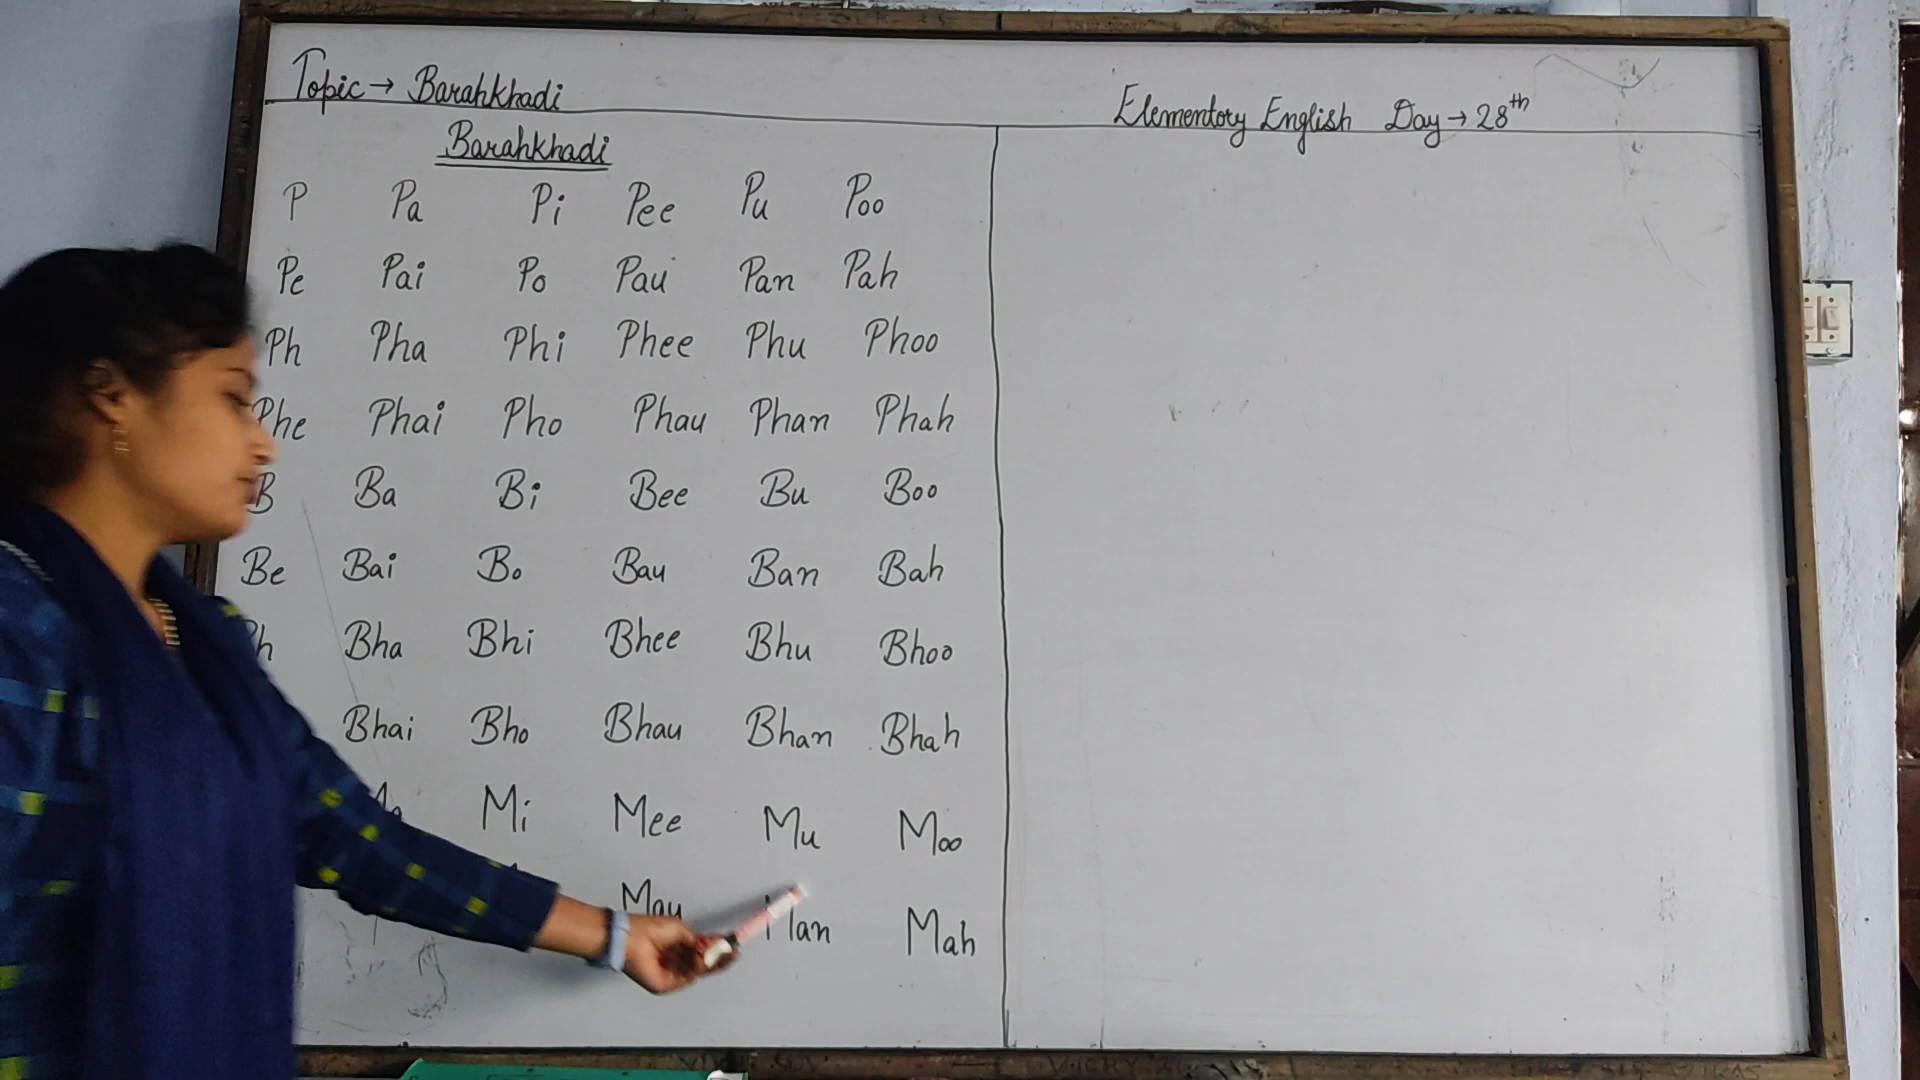 Topic → Barahkhadi
Elementory English Day → 28th
Barahkhadi
P Pa Pi Pee Pu Poo
Pe Pai Po Pau Pan Pah
Ph Pha Phi Phee Phu Phoo
Phe Phai Pho Phau Phan Phah
B Ba Bi Bee Bu Boo
Be Bai Bo Bau Ban Bah
Bha Bhi Bhee Bhu Bhoo
Bhai Bho Bhau Bhan Bhah
Mi Mee Mu Moo
Mau Man Mah